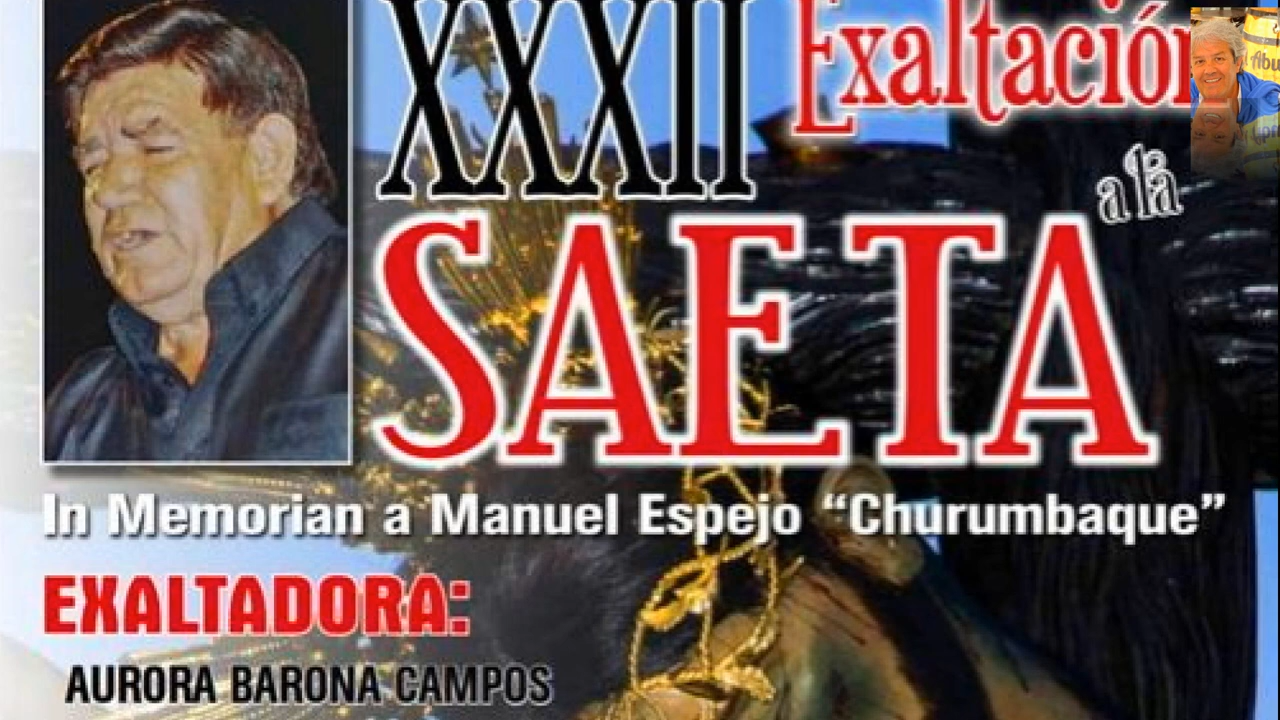 XXXII Exaltación
a la
SAETA
In Memorian a Manuel Espejo “Churumbaque”
EXALTADORA:
AURORA BARONA CAMPOS